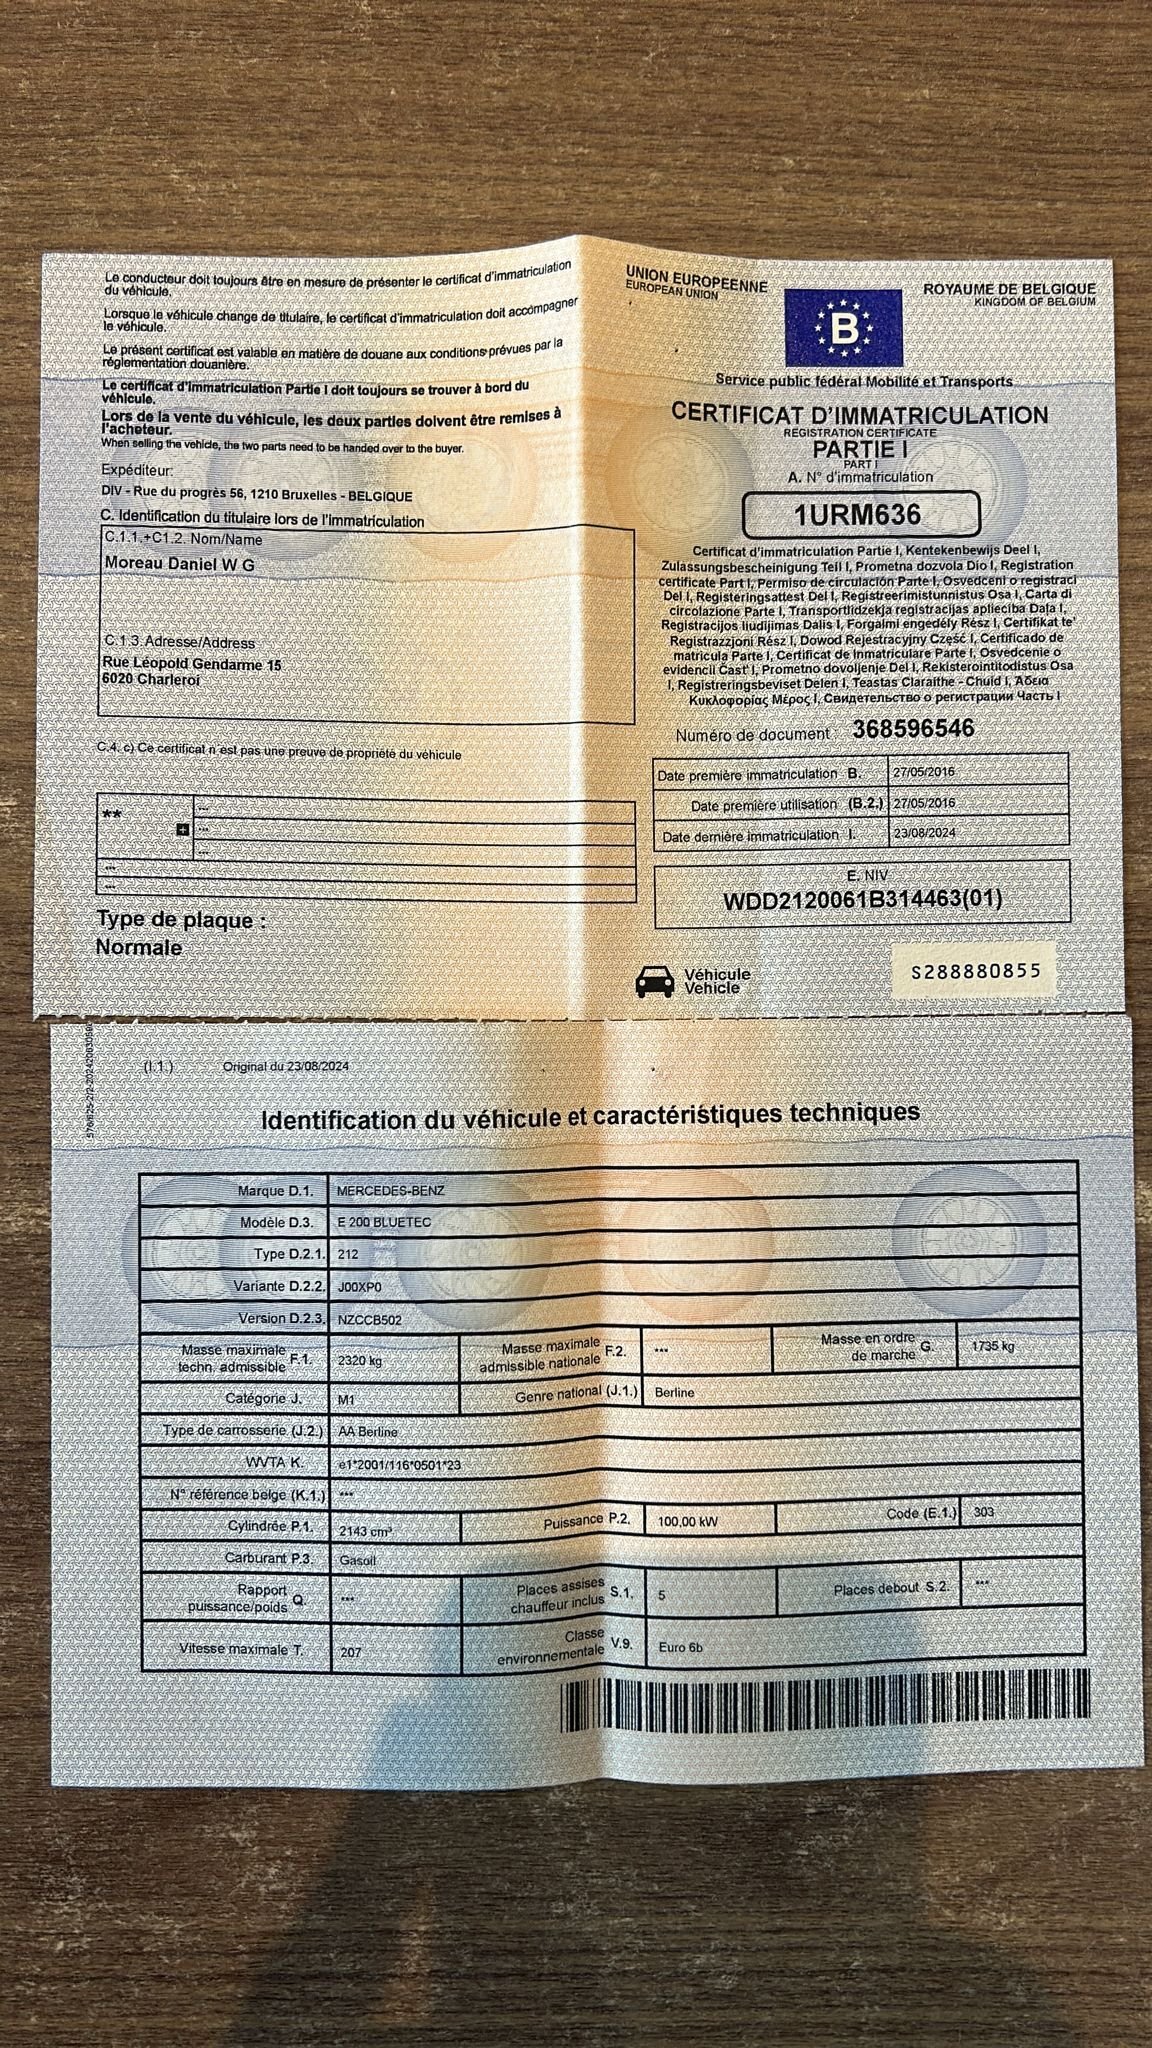 Le conducteur doit toujours être en mesure de présenter le certificat d'immatriculation
du véhicule.
Lorsque le véhicule change de titulaire, le certificat d'immatriculation doit accompagner
le véhicule.
Le présent certificat est valable en matière de douane aux conditions prévues par la
réglementation douanière.
Le certificat d'immatriculation Partie I doit toujours se trouver à bord du
véhicule.
Lors de la vente du véhicule, les deux parties doivent être remises à
l'acheteur.
When selling the vehicle, the two parts need to be handed over to the buyer.
Expéditeur:
DIV - Rue du progrès 56, 1210 Bruxelles - BELGIQUE
C. Identification du titulaire lors de l'immatriculation
C.1.1.+C1.2. Nom/Name
Moreau Daniel W G
C.1.3. Adresse/Address
Rue Léopold Gendarme 15
6020 Charleroi
C.4. c) Ce certificat n est pas une preuve de propriété du véhicule
**
---
---
---
---
---
Type de plaque :
Normale
UNION EUROPEENNE
EUROPEAN UNION
B
ROYAUME DE BELGIQUE
KINGDOM OF BELGIUM
Service public fédéral Mobilité et Transports
CERTIFICAT D'IMMATRICULATION
REGISTRATION CERTIFICATE
PARTIE I
PART I
A. N° d'immatriculation
1URM636
Certificat d'immatriculation Partie I, Kentekenbewijs Deel I,
Zulassungsbescheinigung Teil I, Prometna dozvola Dio I, Registration
certificate Part I, Permiso de circulación Parte I, Osvedceni o registraci
Del I, Registeringsattest Del I, Registreerimistunnistus Osa I, Carta di
circolazione Parte I, Transportlidzekja registracijas aplieciba Dala I,
Registracijos liudijimas Dalis I, Forgalmi engedély Rész I, Certifikat te'
Registrazzjoni Rész I, Dowod Rejestracyjny Część I, Certificado de
matricula Parte I, Certificat de Inmatriculare Parte I, Osvedcenie o
evidencii Čast' I, Prometno dovoljenje Del I, Rekisterointitodistus Osa
I, Registreringsbeviset Delen I, Teastas Claraithe - Chuid I, Άδεια
Κυκλοφορίας Μέρος I, Свидетельство о регистрации Часть I
Numéro de document : 368596546
Date première immatriculation B. 27/05/2016
Date première utilisation (B.2.) 27/05/2016
Date dernière immatriculation I. 23/08/2024
E. NIV
WDD2120061B314463(01)
Véhicule
Vehicle
S288880855
(I.1.) Original du 23/08/2024
Identification du véhicule et caractéristiques techniques
Marque D.1. MERCEDES-BENZ
Modèle D.3. E 200 BLUETEC
Type D.2.1. 212
Variante D.2.2. J00XP0
Version D.2.3. NZCCB502
Masse maximale
techn. admissible F.1. 2320 kg
Masse maximale
admissible nationale F.2. ***
Masse en ordre
de marche G. 1735 kg
Catégorie J. M1
Genre national (J.1.) Berline
Type de carrosserie (J.2.) AA Berline
WVTA K. e1*2001/116*0501*23
N° référence belge (K.1.) ***
Cylindrée P.1. 2143 cm³
Puissance P.2. 100,00 kW
Code (E.1.) 303
Carburant P.3. Gasoil
Rapport
puissance/poids Q. ***
Places assises
chauffeur inclus S.1. 5
Places debout S.2. ***
Vitesse maximale T. 207
Classe
environnementale V.9. Euro 6b